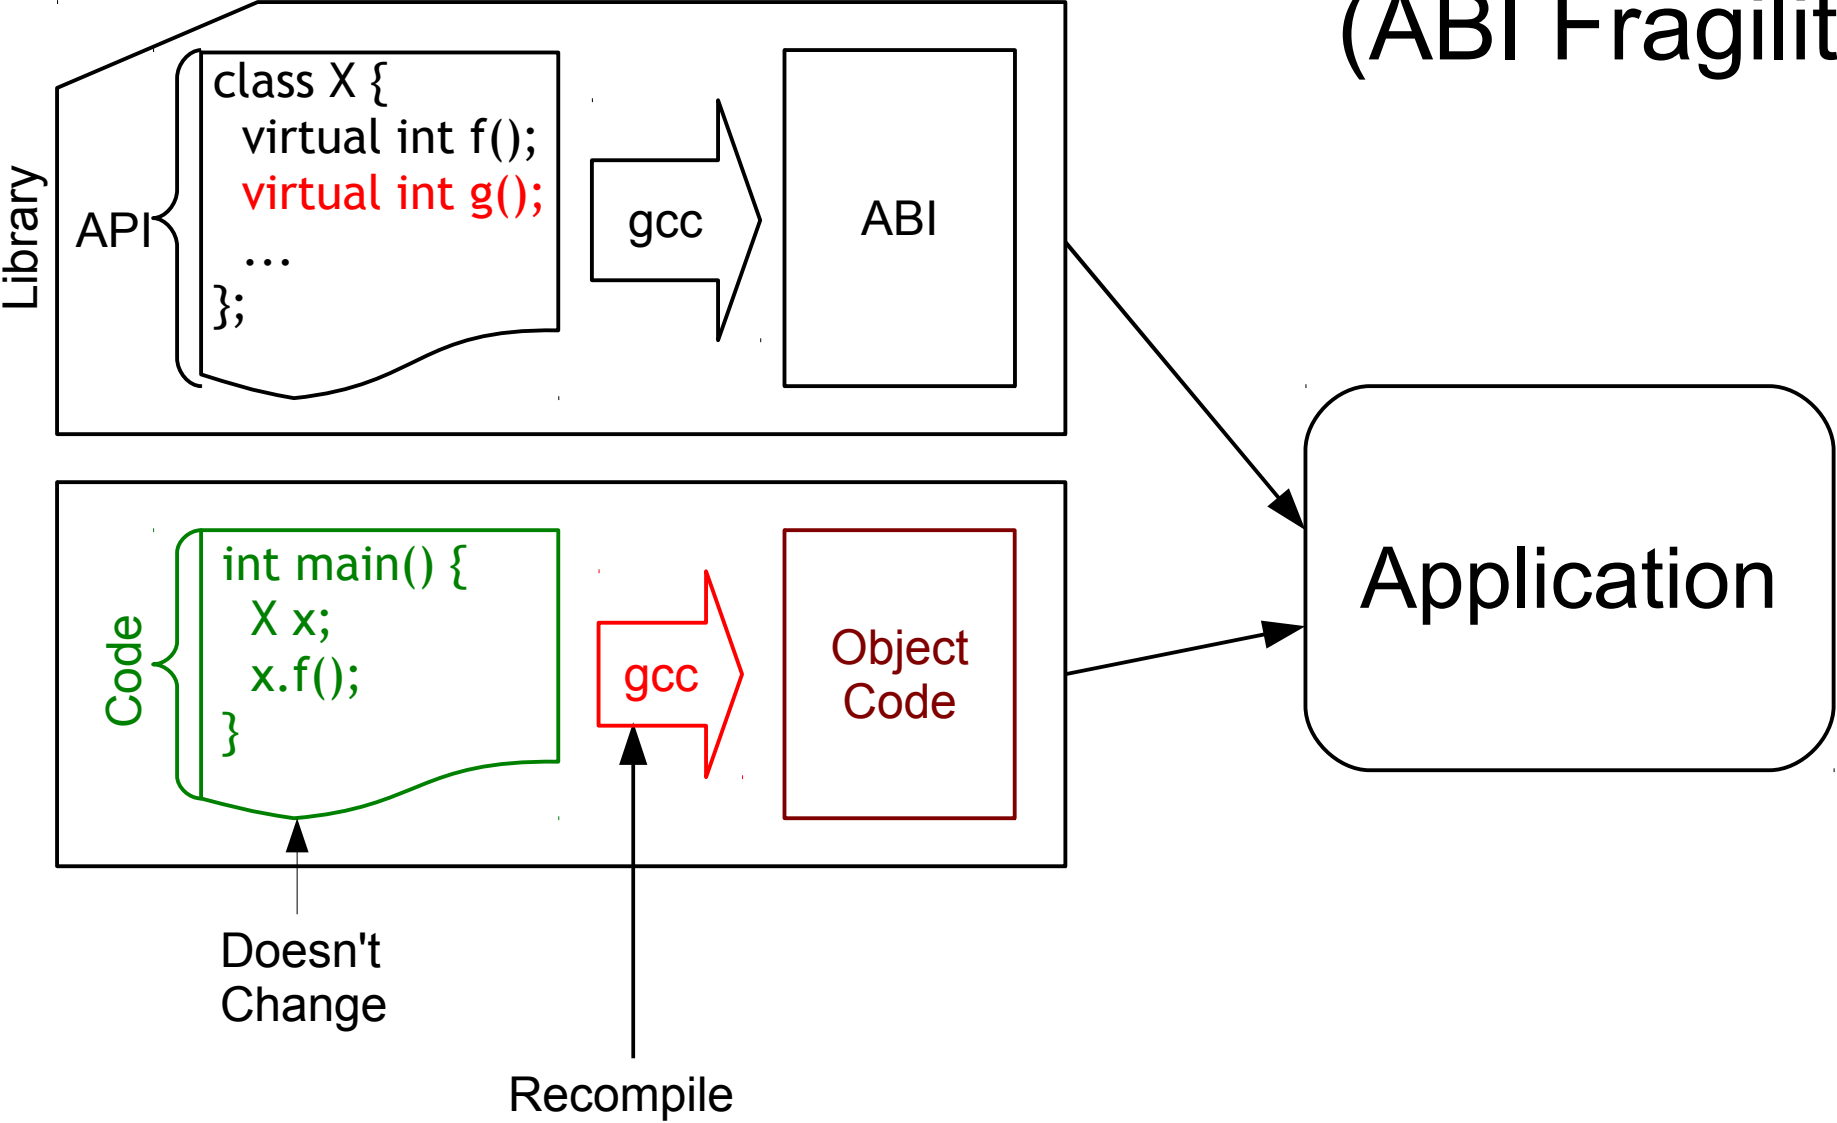 (ABI Fragilit
Library
API
class X {
virtual int f();
virtual int g();
...
};
gcc
ABI
Code
int main() {
X x;
x.f();
}
gcc
Object
Code
Application
Doesn't
Change
Recompile